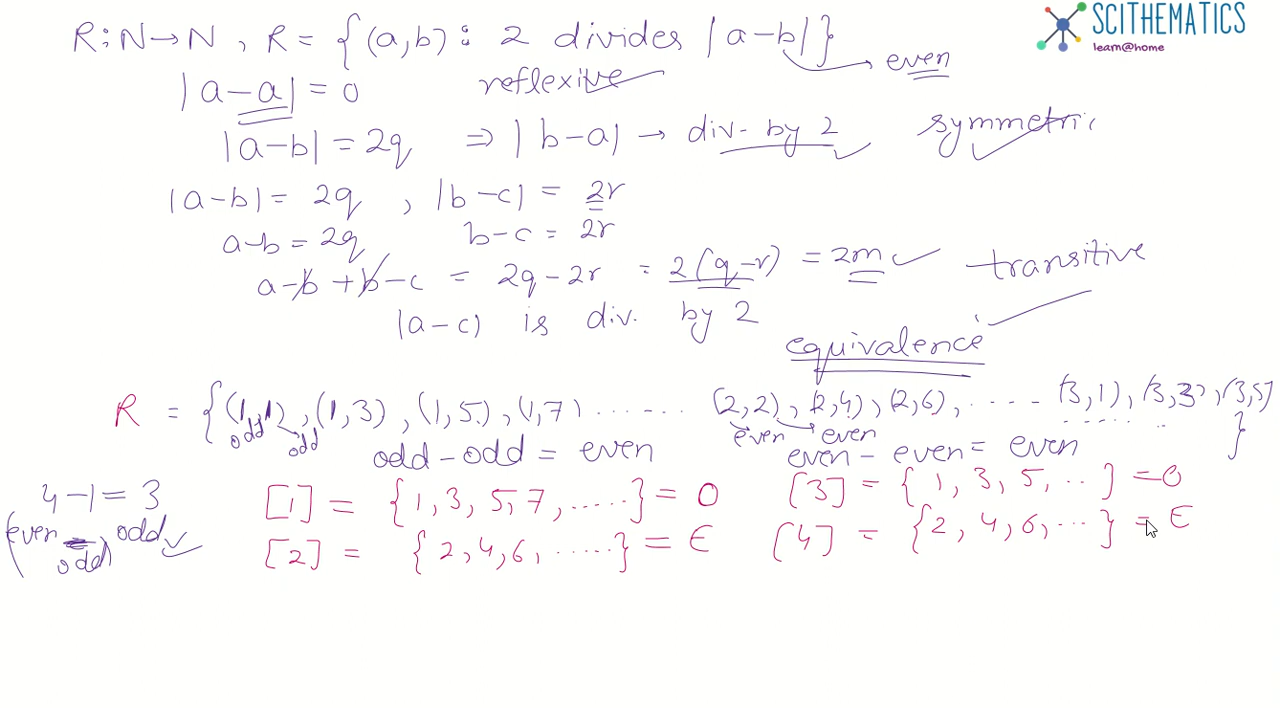 R:N→N , R = {(a,b) : 2 divides |a-b|}
SCITHEMATICS
learn@home
even
|a-a| = 0 reflexive
|a-b| = 2q ⇒ |b-a| → div. by 2 symmetric
|a-b| = 2q , |b-c| = 2r
a-b = 2q b-c = 2r
a-b+b-c = 2q-2r = 2(q-r) = 2m transitive
|a-c) is div. by 2
equivalence
R = {(1,1), (1,3), (1,5), (1,7) ....... (2,2), (2,4), (2,6), ..... (3,1), (3,3), (3,5)
odd odd even even ....... }
odd - odd = even even - even = even
4-1 = 3 [1] = {1, 3, 5, 7, .....} = O [3] = {1, 3, 5, ..} = O
(even, odd) odd [2] = {2, 4, 6, .....} = E [4] = {2, 4, 6, ...} = E